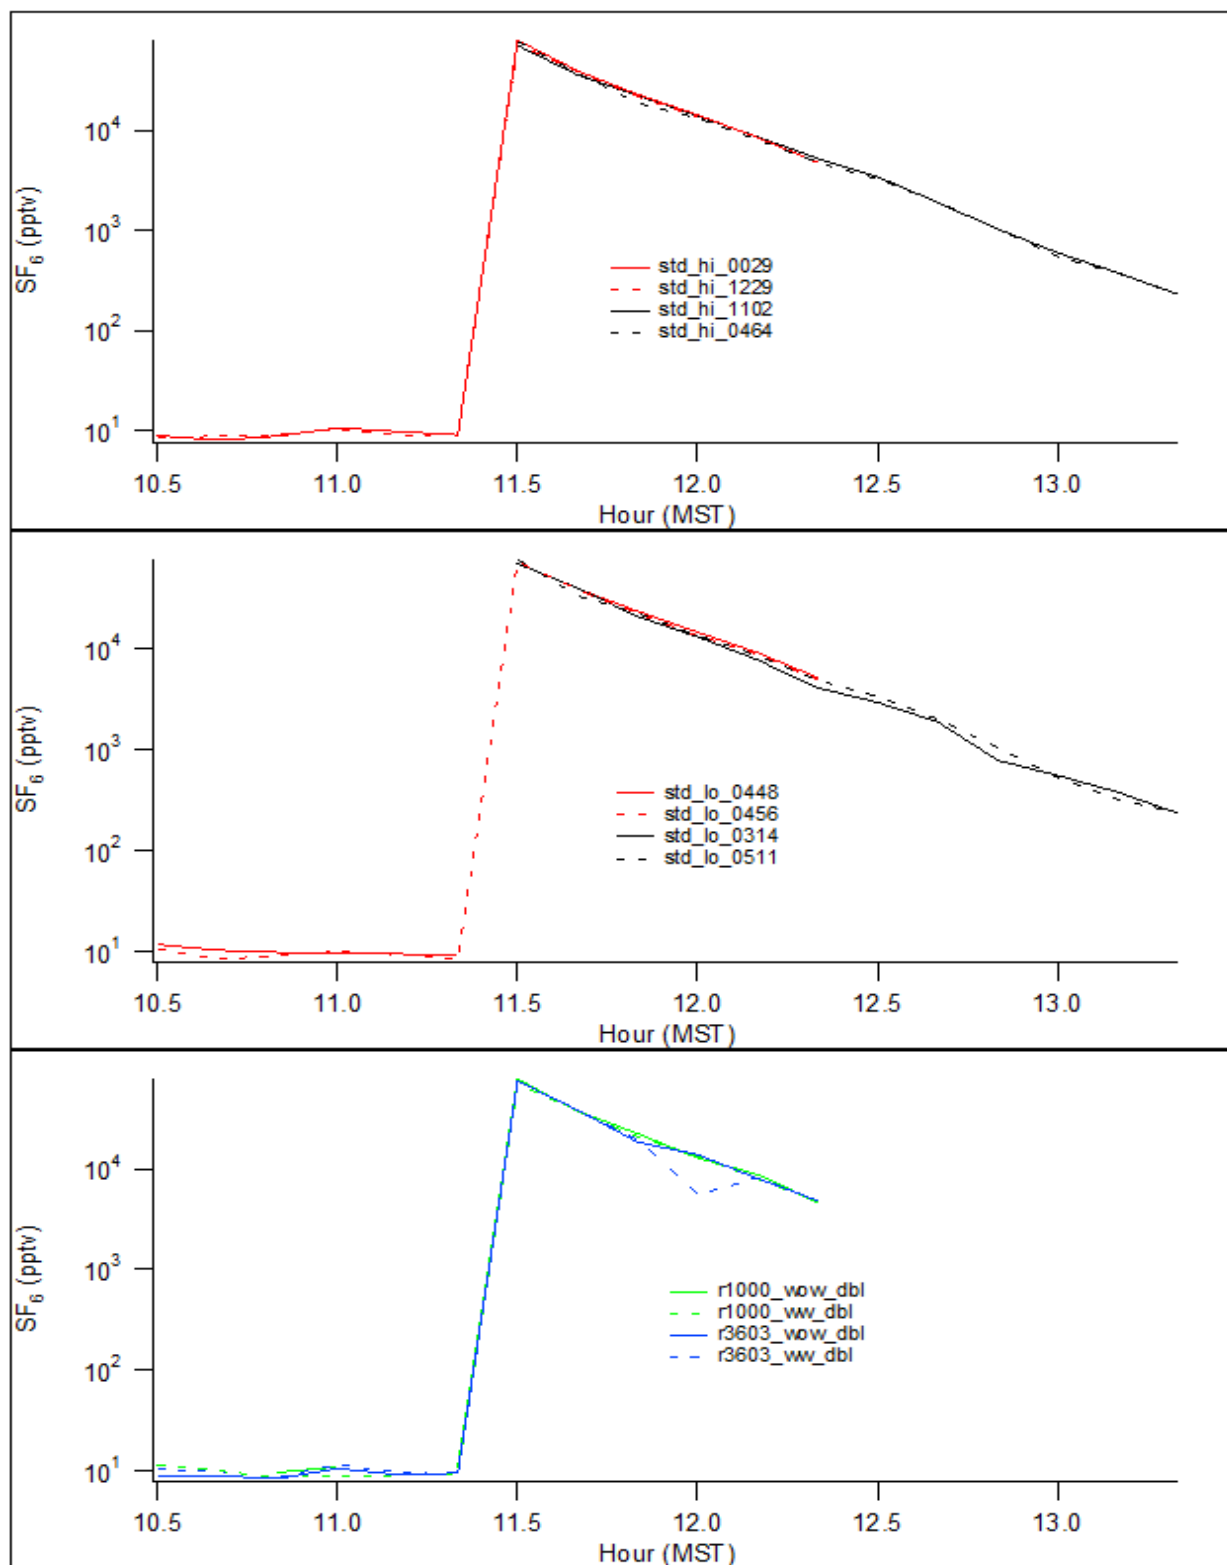 10⁴
10³
10²
10¹
SF₆ (pptv)
std_hi_0029
std_hi_1229
std_hi_1102
std_hi_0464
10.5 11.0 11.5 12.0 12.5 13.0
Hour (MST)
10⁴
10³
10²
10¹
SF₆ (pptv)
std_lo_0448
std_lo_0456
std_lo_0314
std_lo_0511
10.5 11.0 11.5 12.0 12.5 13.0
Hour (MST)
10⁴
10³
10²
10¹
SF₆ (pptv)
r1000_wow_dbl
r1000_ww_dbl
r3603_wow_dbl
r3603_ww_dbl
10.5 11.0 11.5 12.0 12.5 13.0
Hour (MST)